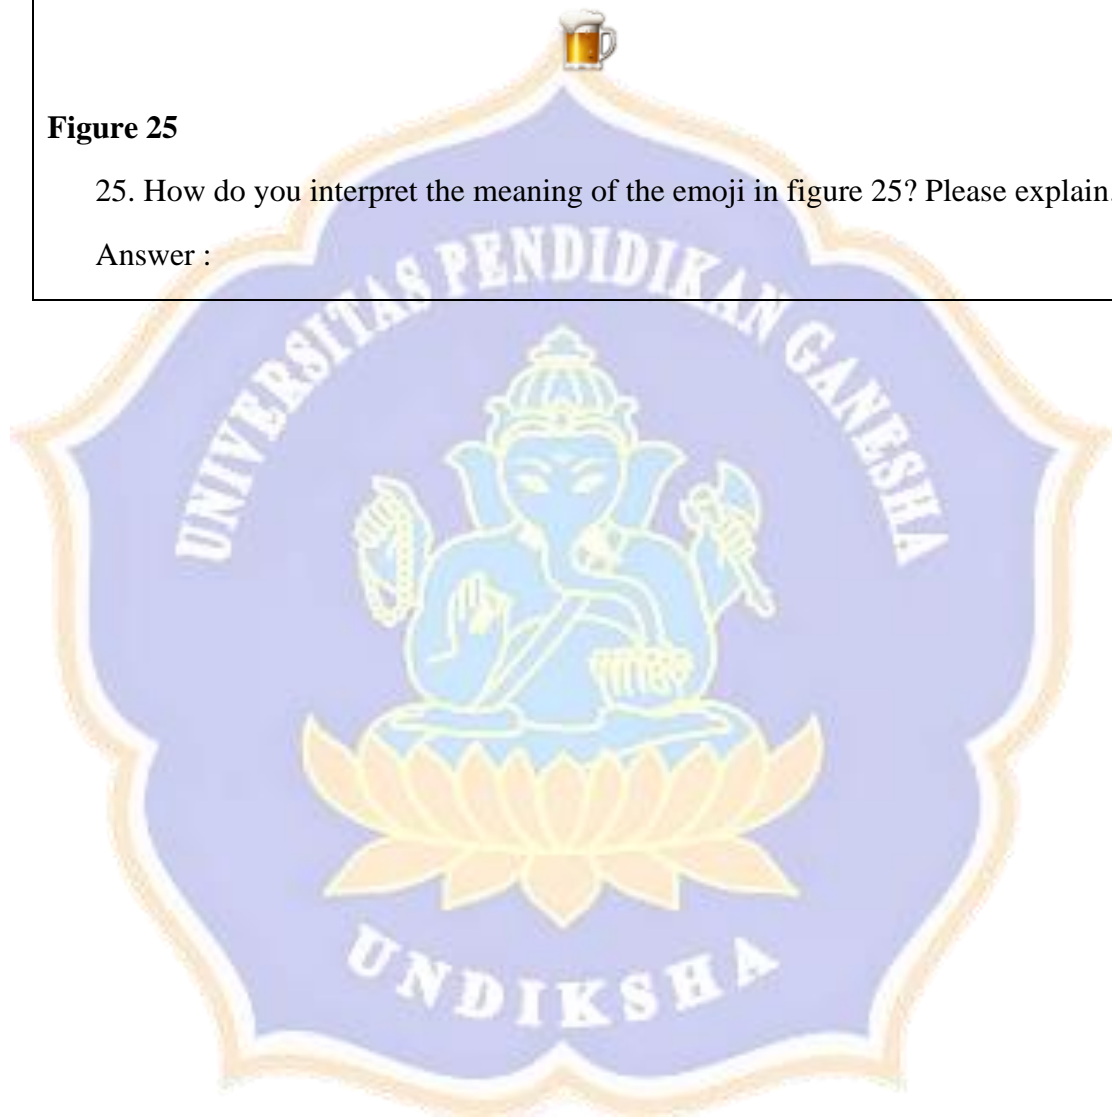 Figure 25
25. How do you interpret the meaning of the emoji in figure 25? Please explain.
Answer :
UNIVERSITAS PENDIDIKAN GANESHA
UNDIKSHA